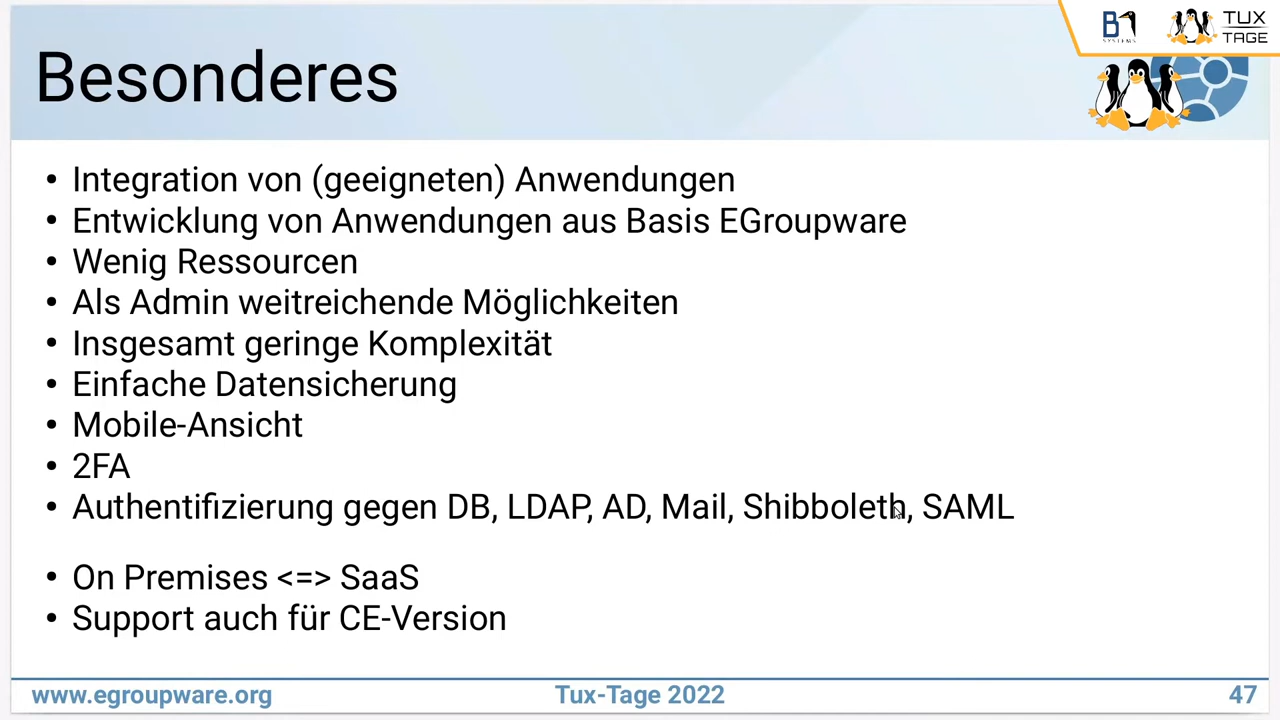 TUX
TAGE
B1
SYSTEMS
Besonderes
• Integration von (geeigneten) Anwendungen
• Entwicklung von Anwendungen aus Basis EGroupware
• Wenig Ressourcen
• Als Admin weitreichende Möglichkeiten
• Insgesamt geringe Komplexität
• Einfache Datensicherung
• Mobile-Ansicht
• 2FA
• Authentifizierung gegen DB, LDAP, AD, Mail, Shibboleth, SAML
• On Premises <=> SaaS
• Support auch für CE-Version
www.egroupware.org
Tux-Tage 2022
47